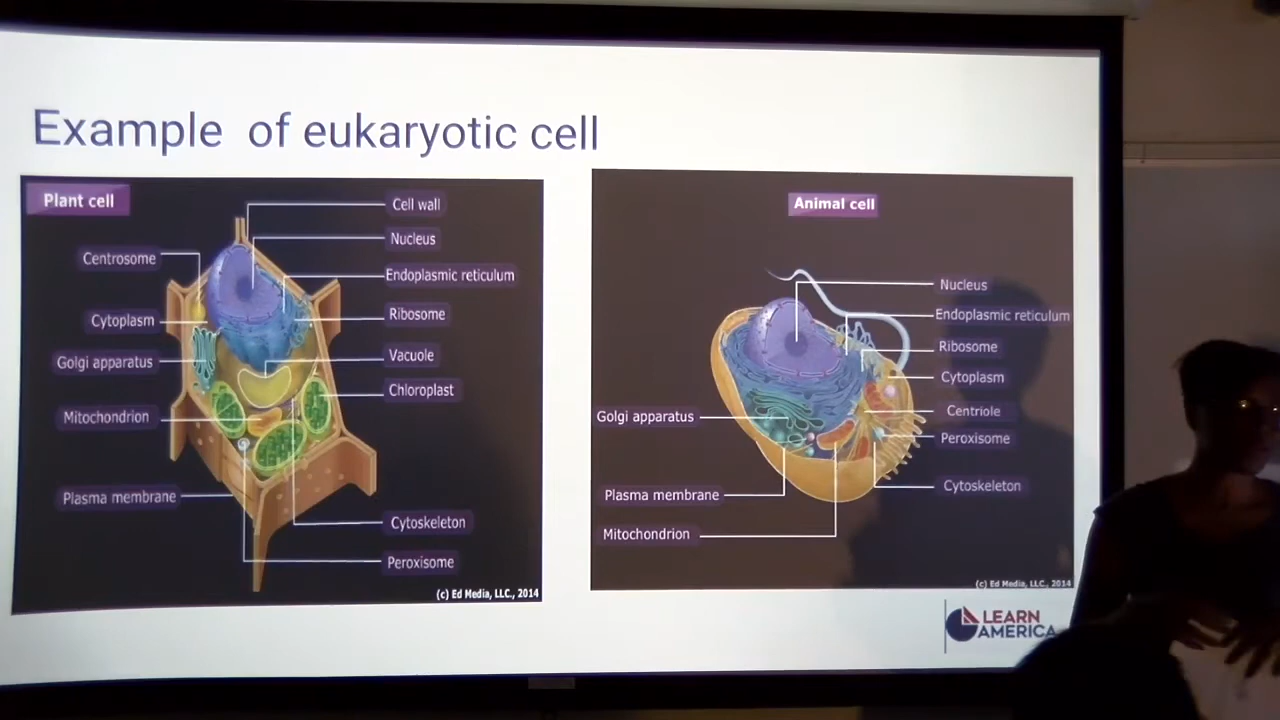 Example of eukaryotic cell
Plant cell
Cell wall
Nucleus
Centrosome
Endoplasmic reticulum
Cytoplasm
Ribosome
Golgi apparatus
Vacuole
Chloroplast
Mitochondrion
Plasma membrane
Cytoskeleton
Peroxisome
(c) Ed Media, LLC., 2014
Animal cell
Nucleus
Endoplasmic reticulum
Ribosome
Cytoplasm
Centriole
Golgi apparatus
Peroxisome
Cytoskeleton
Plasma membrane
Mitochondrion
(c) Ed Media, LLC., 2014
LEARN
AMERICA